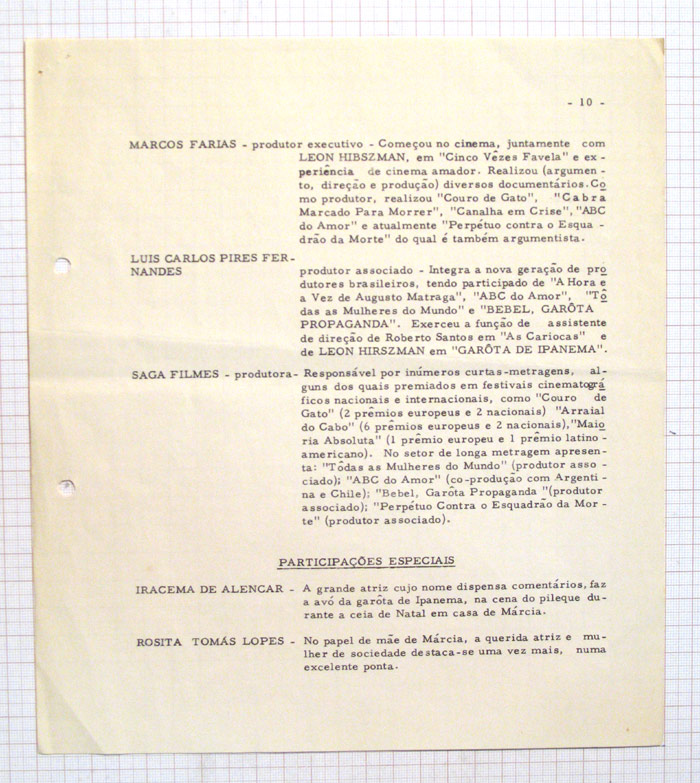 - 10 -
MARCOS FARIAS - produtor executivo - Começou no cinema, juntamente com
LEON HIBSZMAN, em "Cinco Vêzes Favela" e ex -
periência de cinema amador. Realizou (argumen -
to, direção e produção) diversos documentários. Co
mo produtor, realizou "Couro de Gato", "Cabra
Marcado Para Morrer", "Canalha em Crise", "ABC
do Amor" e atualmente "Perpétuo contra o Esqua -
drão da Morte" do qual é também argumentista.
LUIS CARLOS PIRES FER-
NANDES produtor associado - Integra a nova geração de pro
dutores brasileiros, tendo participado de "A Hora e
a Vez de Augusto Matraga", "ABC do Amor", "Tô
das as Mulheres do Mundo" e "BEBEL, GARÔTA
PROPAGANDA". Exerceu a função de assistente
de direção de Roberto Santos em "As Cariocas" e
de LEON HIRSZMAN em "GARÔTA DE IPANEMA".
SAGA FILMES - produtora- Responsável por inúmeros curtas-metragens, al-
guns dos quais premiados em festivais cinematográ
ficos nacionais e internacionais, como "Couro de
Gato" (2 prêmios europeus e 2 nacionais) "Arraial
do Cabo" (6 prêmios europeus e 2 nacionais), "Maio
ria Absoluta" (1 prêmio europeu e 1 prêmio latino -
americano). No setor de longa metragem apresen-
ta: "Tôdas as Mulheres do Mundo" (produtor asso -
ciado); "ABC do Amor" (co-produção com Argenti -
na e Chile); "Bebel, Garôta Propaganda "(produtor
associado); "Perpétuo Contra o Esquadrão da Mor -
te" (produtor associado).
PARTICIPAÇÕES ESPECIAIS
IRACEMA DE ALENCAR - A grande atriz cujo nome dispensa comentários, faz
a avó da garôta de Ipanema, na cena do pileque du-
rante a ceia de Natal em casa de Márcia.
ROSITA TOMÁS LOPES - No papel de mãe de Márcia, a querida atriz e mu-
lher de sociedade destaca-se uma vez mais, numa
excelente ponta.